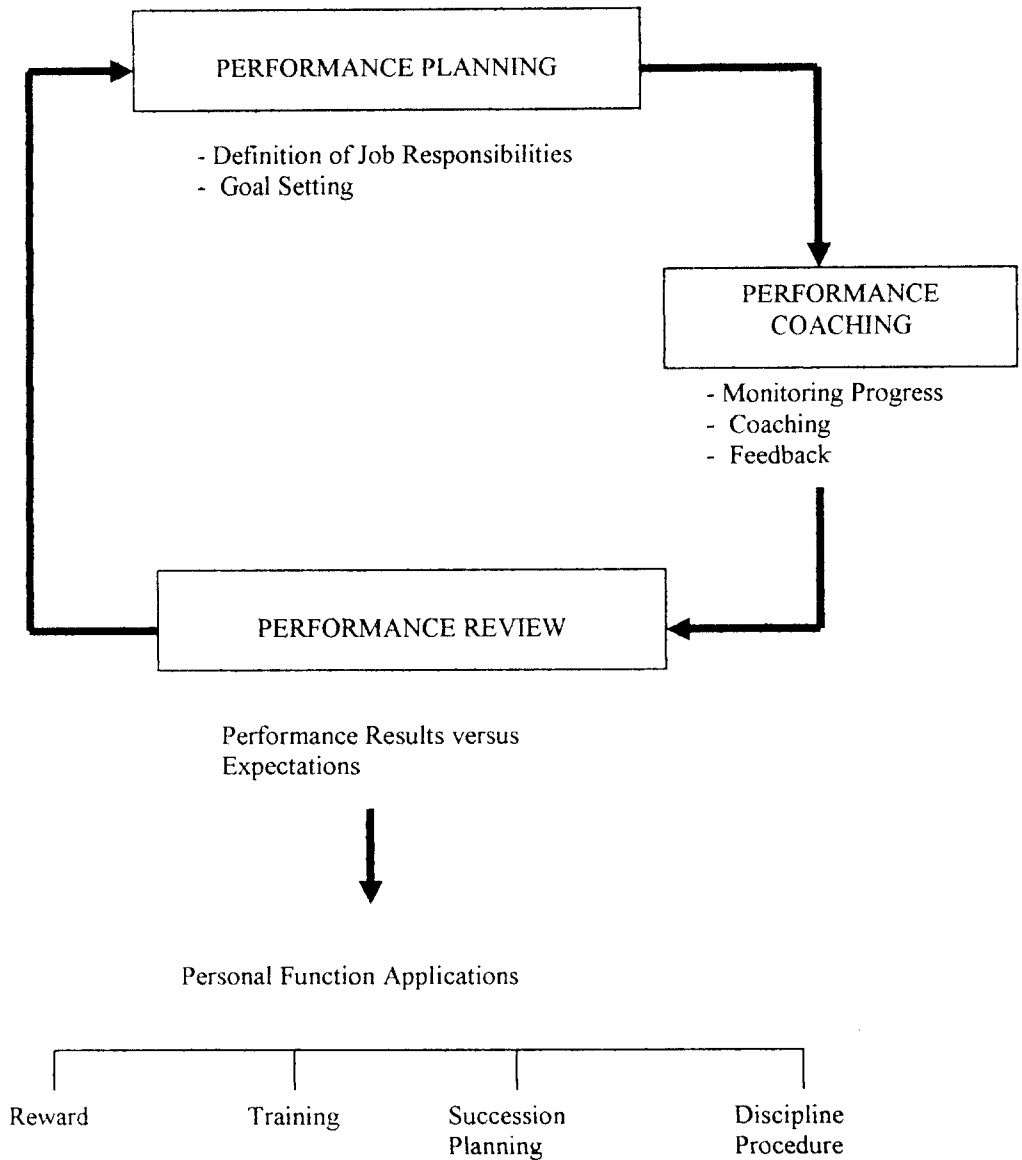 PERFORMANCE PLANNING
- Definition of Job Responsibilities
- Goal Setting
PERFORMANCE
COACHING
- Monitoring Progress
- Coaching
- Feedback
PERFORMANCE REVIEW
Performance Results versus
Expectations
Personal Function Applications
Reward
Training
Succession
Planning
Discipline
Procedure